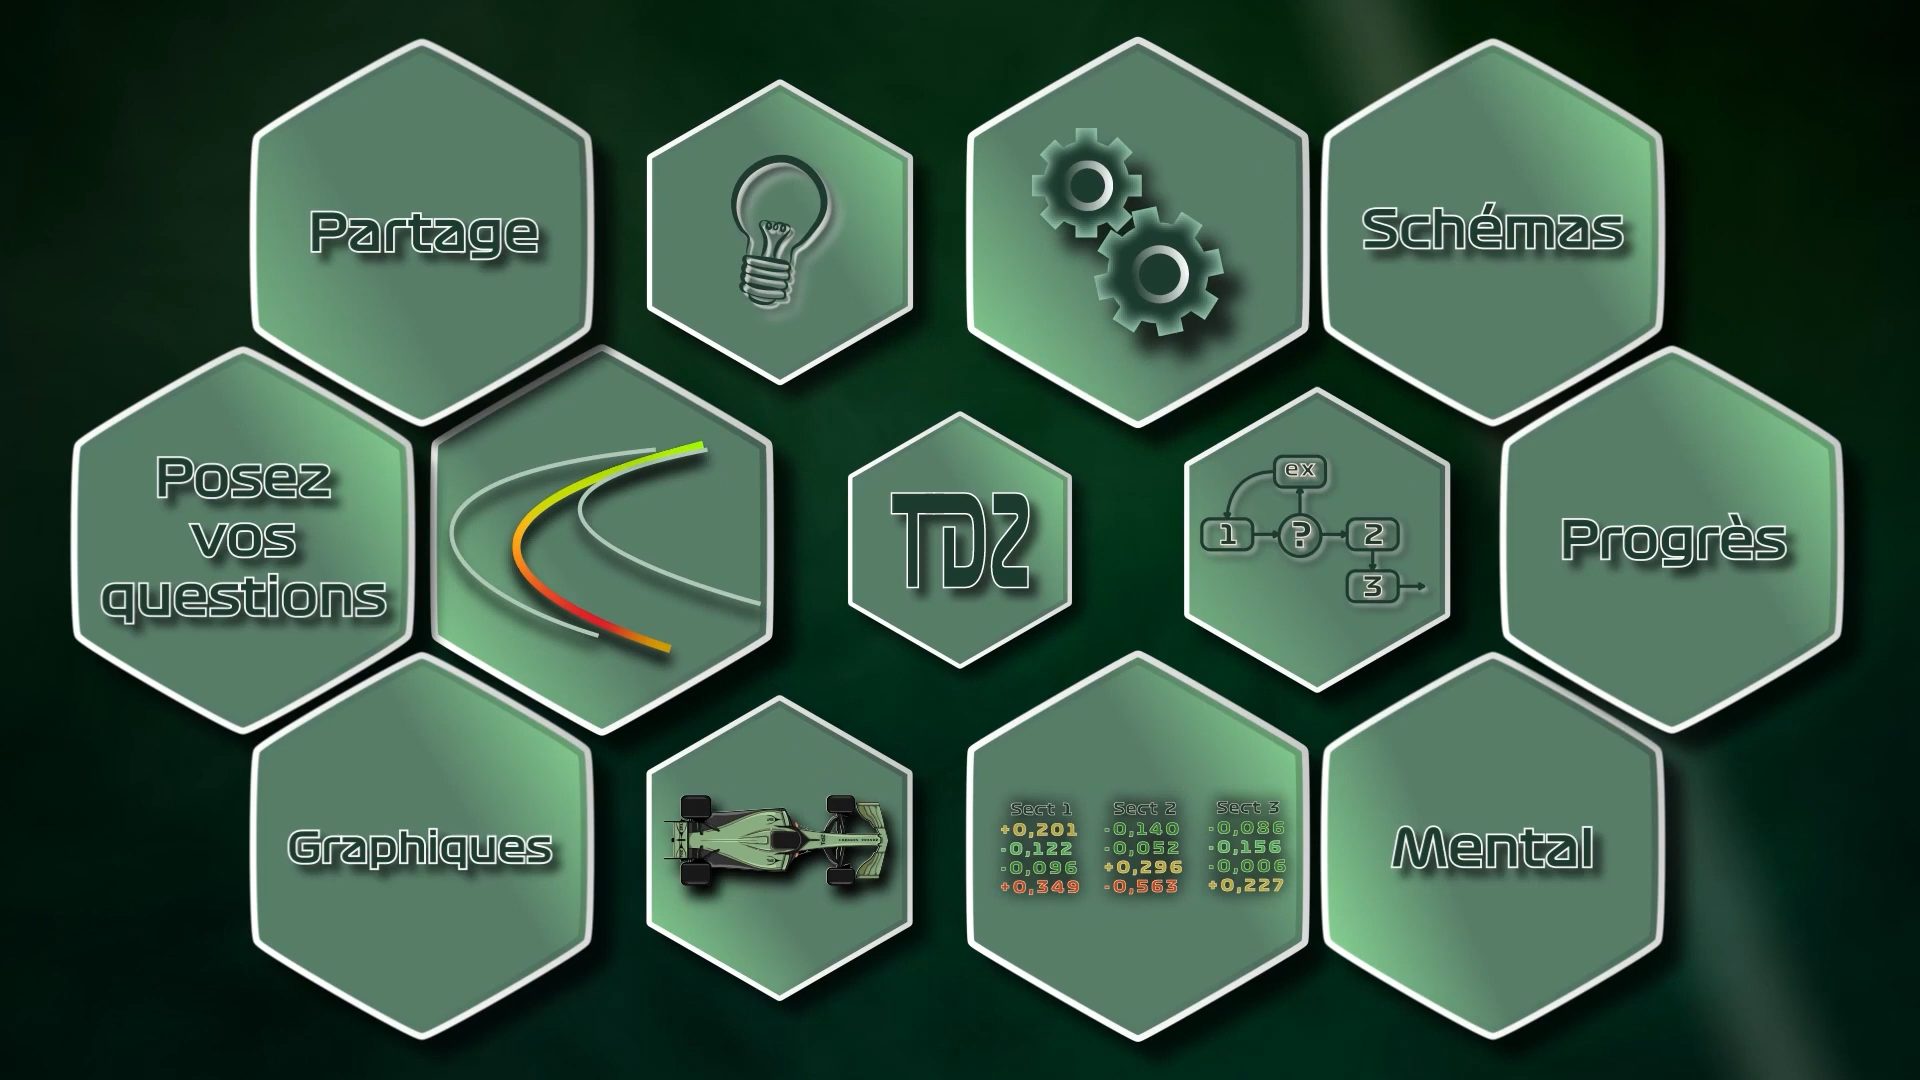 Partage
Schémas
Posez
vos
questions
TD2
ex
1 ? 2
3
Progrès
Graphiques
Sect 1 Sect 2 Sect 3
+0,201 -0,140 -0,086
-0,122 -0,052 -0,156
-0,096 +0,296 -0,006
+0,349 -0,563 +0,227
Mental